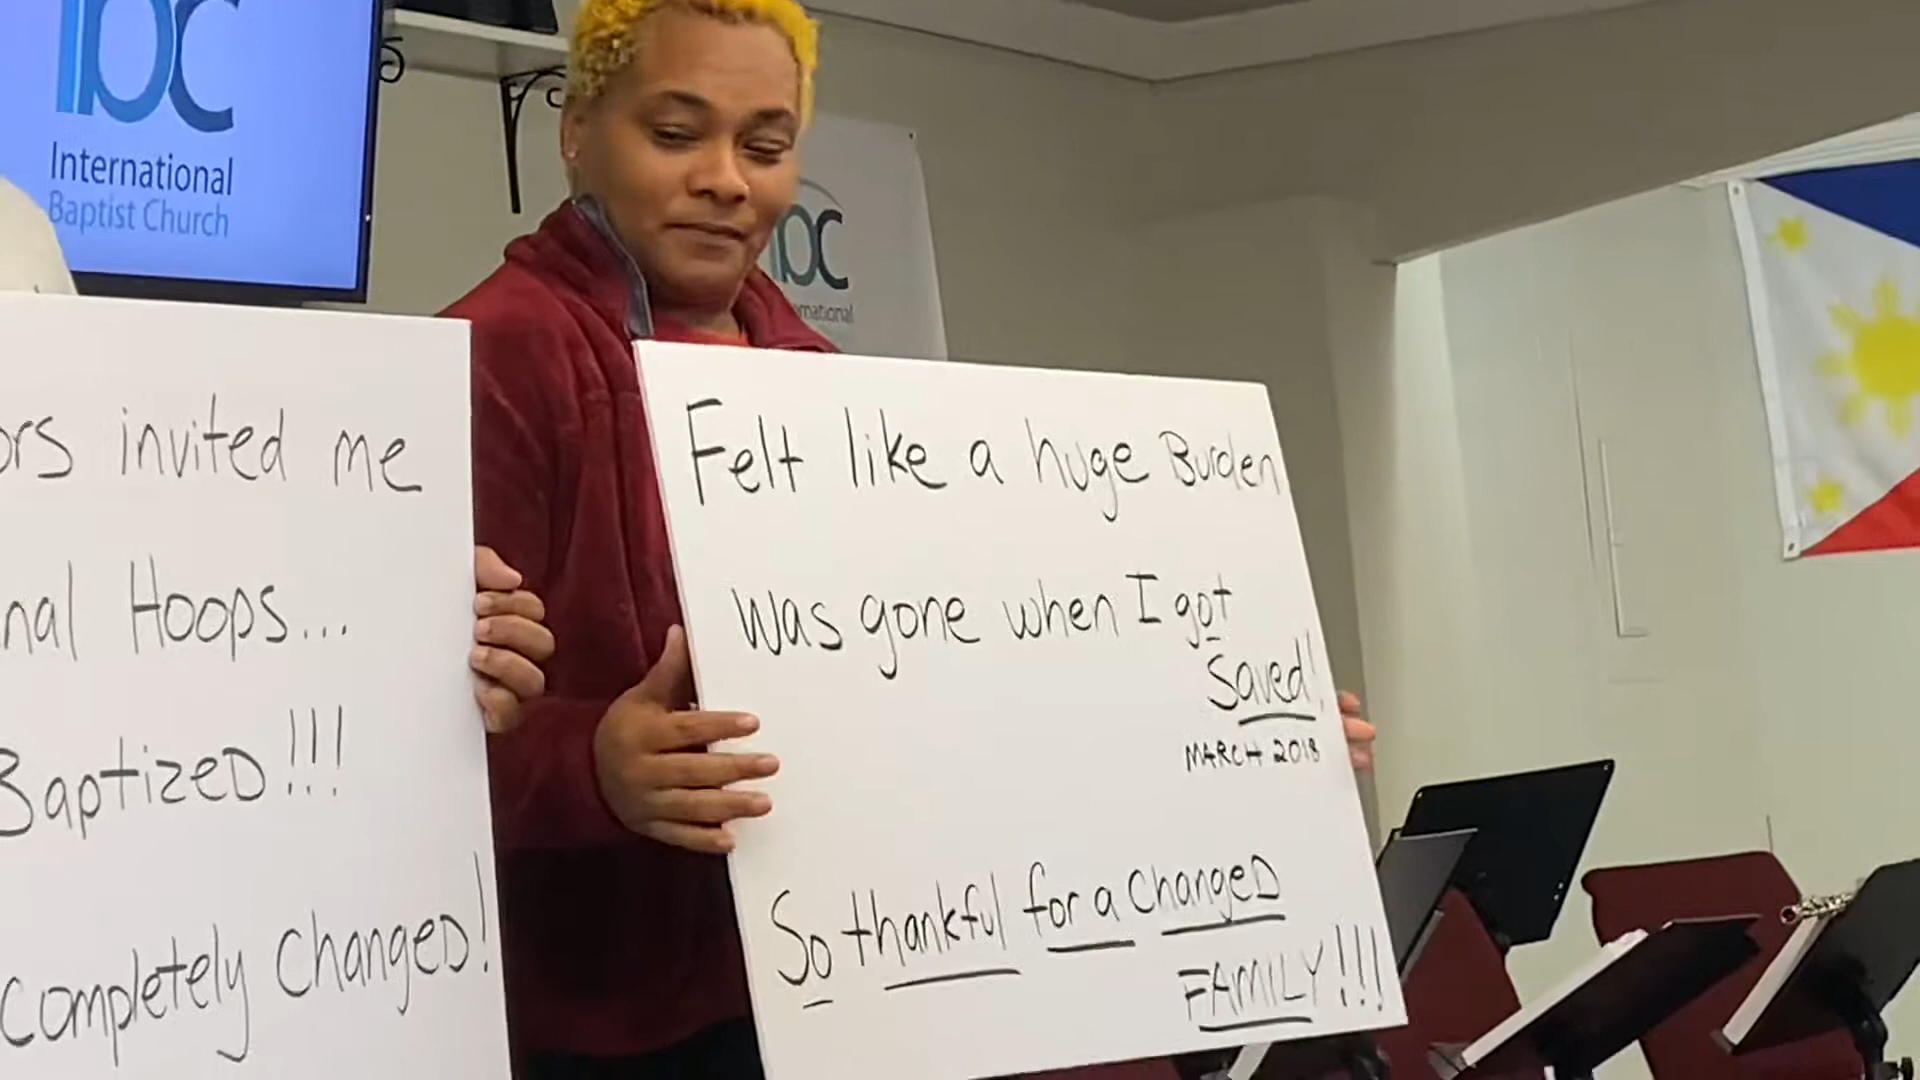 ibc
International
Baptist Church
ibc
ors invited me
nal Hoops...
Baptized!!!
completely changed!
Felt like a huge Burden
was gone when I got
saved!
MARCH 2018
So thankful for a changed
FAMILY!!!